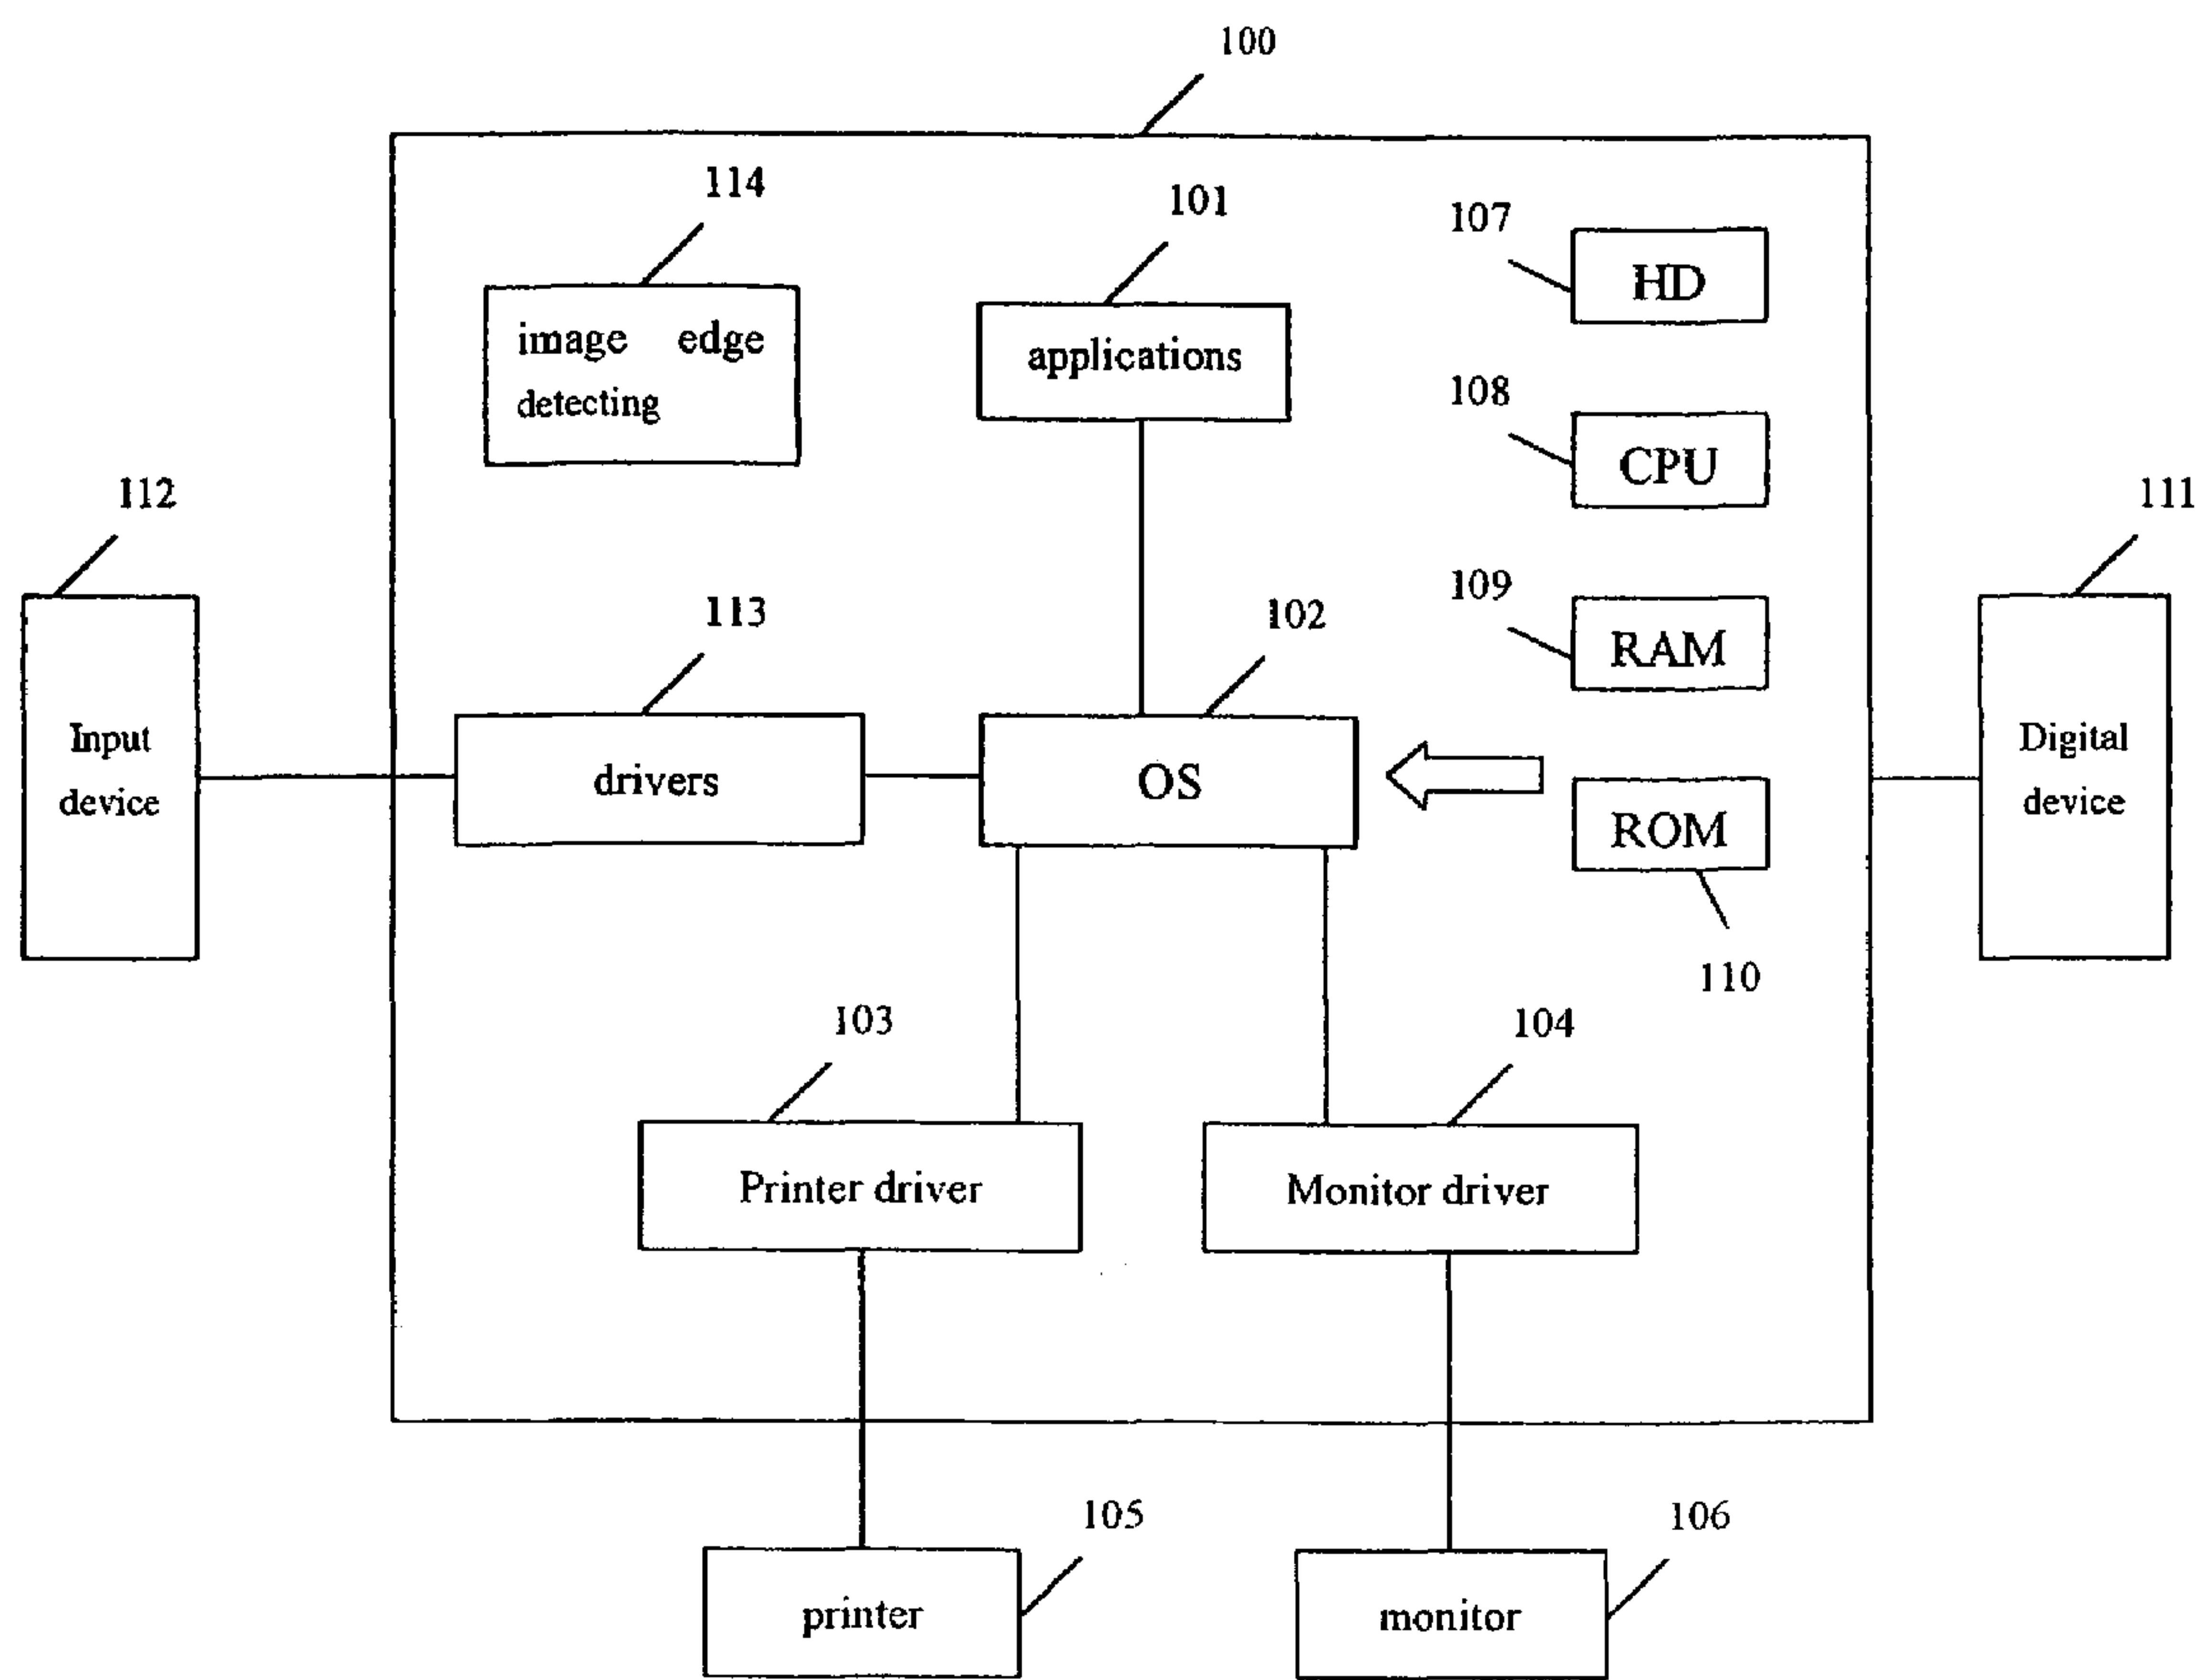 100
114
101
107
image edge
detecting
applications
HD
108
CPU
112
111
109
RAM
113
102
Input
device
drivers
OS
Digital
device
ROM
110
103
104
Printer driver
Monitor driver
105
106
printer
monitor